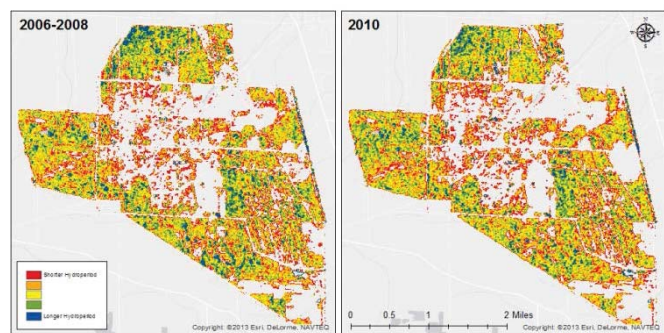 2006-2008
Shorter Hydroperiod
Longer Hydroperiod
Copyright ©2013 Esri, DeLorme, NAVTEQ
2010
N
0 0.5 1 2 Miles
Copyright ©2013 Esri, DeLorme, NAVTEQ